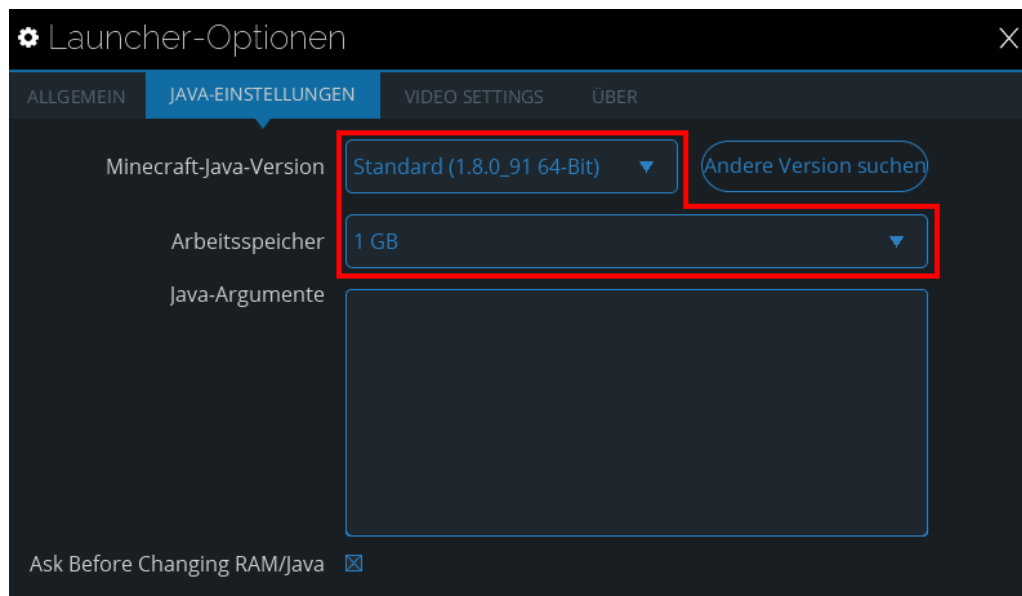 Launcher-Optionen
ALLGEMEIN JAVA-EINSTELLUNGEN VIDEO SETTINGS ÜBER
Minecraft-Java-Version Standard (1.8.0_91 64-Bit) Andere Version suchen
Arbeitsspeicher 1 GB
Java-Argumente
Ask Before Changing RAM/Java